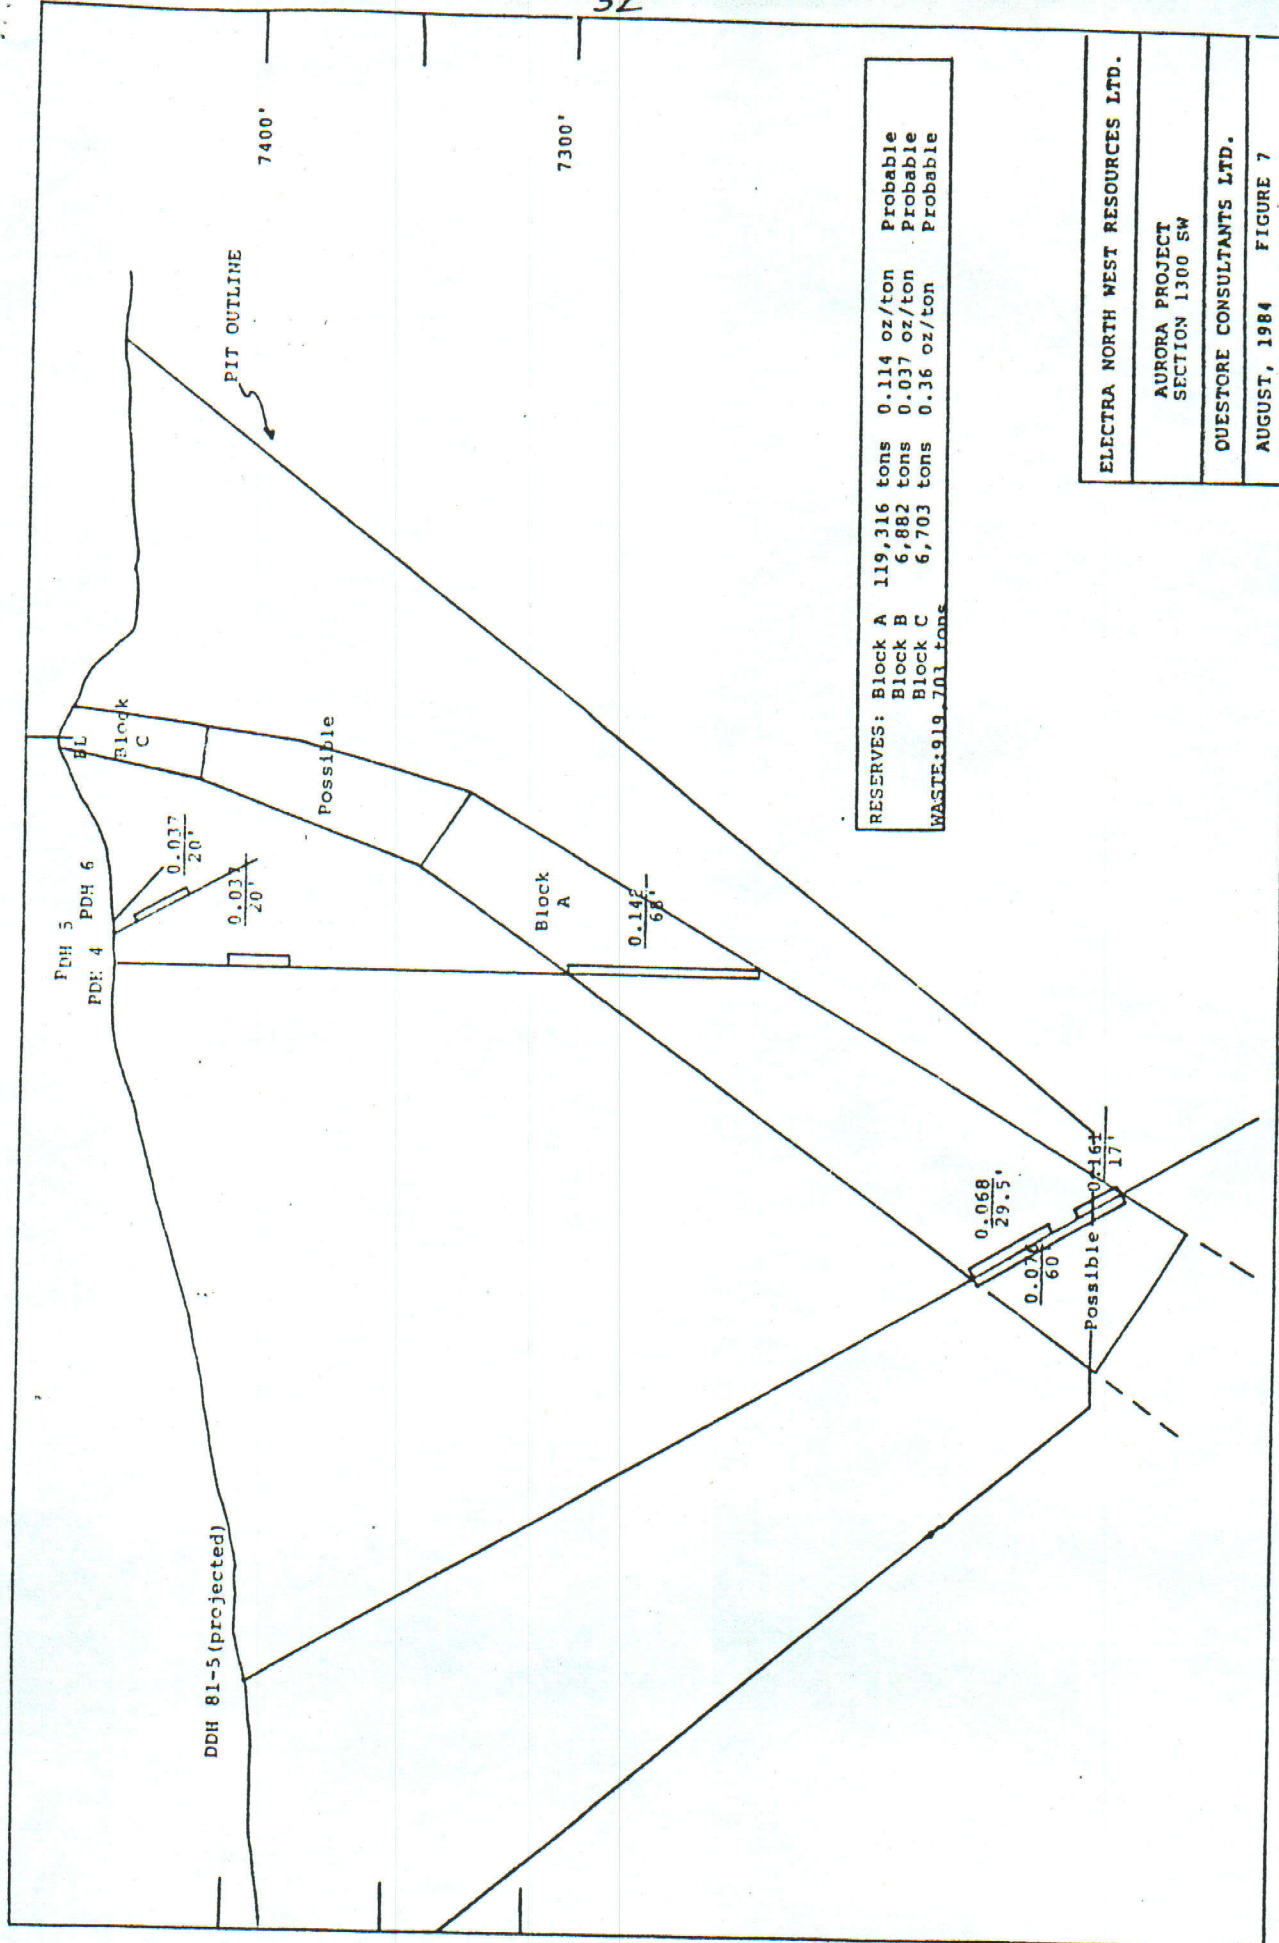 32
7400'
7300'
PIT OUTLINE
BL
Block
C
Possible
PDH 5
PDH 6
PDH 4
0.037
20'
20'
Block
A
DDH 81-5(projected)
0.068
29.5'
60'
0.161
17'
Possible
RESERVES: Block A 119,316 tons 0.114 oz/ton Probable
Block B 6,882 tons 0.037 oz/ton Probable
Block C 6,703 tons 0.36 oz/ton Probable
WASTE:919,703 tons
ELECTRA NORTH WEST RESOURCES LTD.
AURORA PROJECT
SECTION 1300 SW
QUESTORE CONSULTANTS LTD.
AUGUST, 1984 FIGURE 7